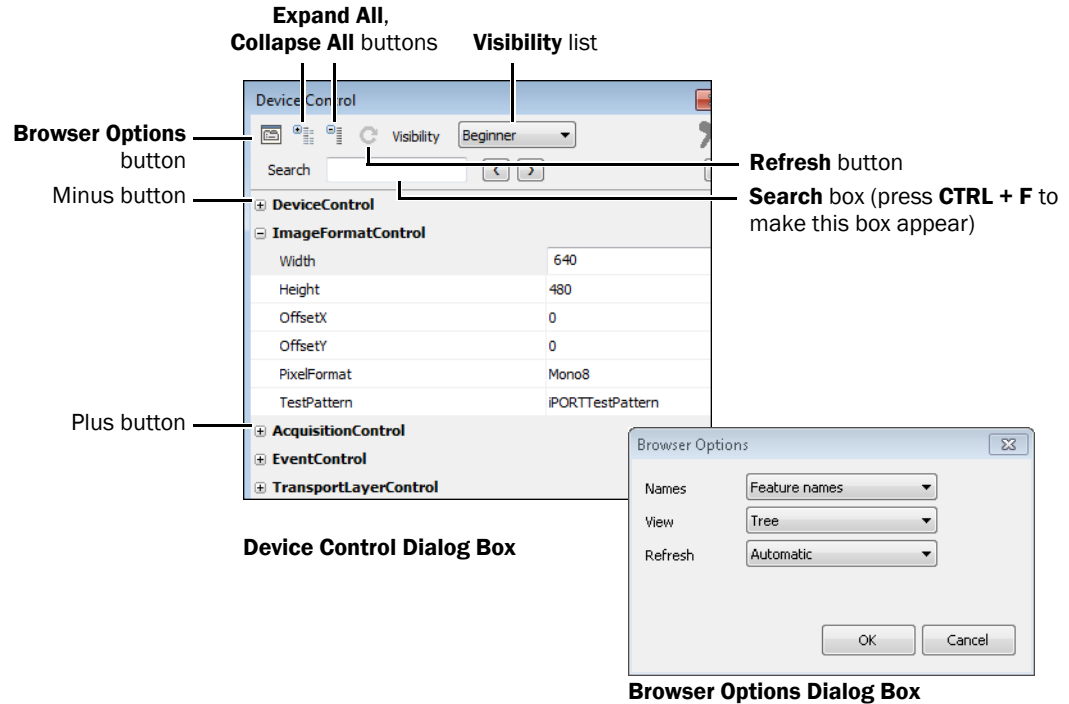 Expand All,
Collapse All buttons
Visibility list
Device Control
Browser Options
button
Visibility
Beginner
Refresh button
Search
Minus button
Search box (press CTRL + F to
make this box appear)
DeviceControl
ImageFormatControl
Width 640
Height 480
OffsetX 0
OffsetY 0
PixelFormat Mono8
TestPattern iPORTTestPattern
Plus button
AcquisitionControl
EventControl
TransportLayerControl
Device Control Dialog Box
Browser Options
Names Feature names
View Tree
Refresh Automatic
OK Cancel
Browser Options Dialog Box